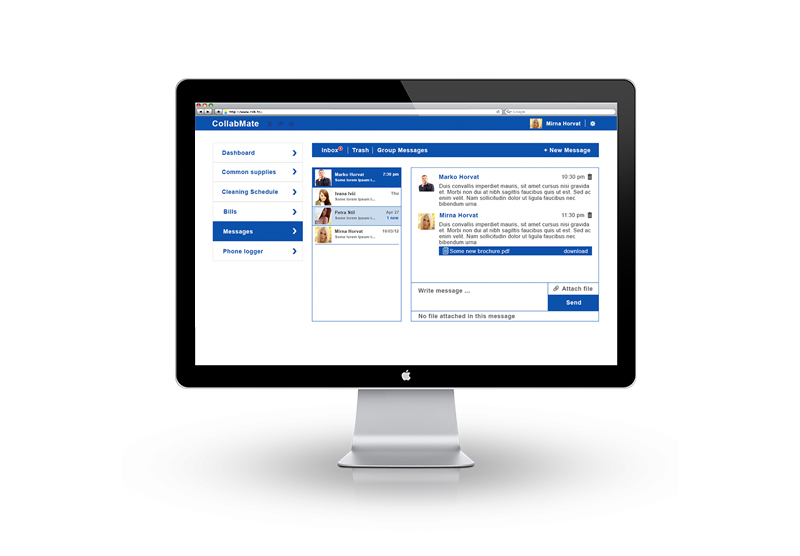 CollabMate
Mirna Horvat
Dashboard
Common supplies
Cleaning Schedule
Bills
Messages
Phone logger
Inbox
Trash
Group Messages
+ New Message
Marko Horvat 7:30 pm
Some lorem ipsum t...
Ivana Ivić Thu
Some lorem ipsum t...
Petra Nil Apr 27
Some lorem ipsum t... 1 new
Mirna Horvat
Some lorem ipsum t...
Marko Horvat 10:30 pm
Duis convallis imperdiet mauris, sit amet cursus nisi gravida
et. Morbi non dui at nibh sagittis faucibus quis ut est. Sed ac
enim velit. Nam sollicitudin dolor ut ligula faucibus nec
bibendum urna
Mirna Horvat 11:30 pm
Duis convallis imperdiet mauris, sit amet cursus nisi gravida
et. Morbi non dui at nibh sagittis faucibus quis ut est. Sed ac
enim velit. Nam sollicitudin dolor ut ligula faucibus nec
bibendum urna
Some new brochure pdf download
Write message ...
Attach file
Send
No file attached in this message